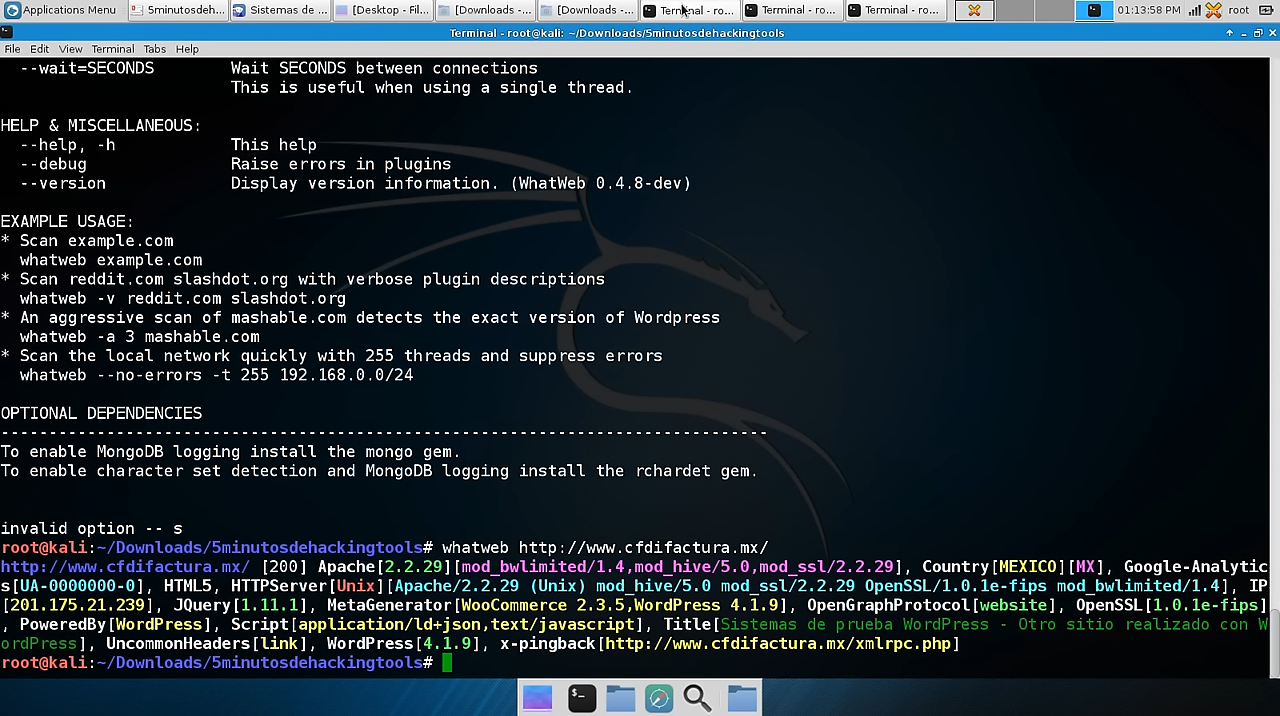 Applications Menu 5minutosdeh... Sistemas de ... [Desktop - Fil... [Downloads -... [Downloads -... Terminal - ro... Terminal - ro... Terminal - ro... 01:13:58 PM root
Terminal - root@kali: ~/Downloads/5minutosdehackingtools
File Edit View Terminal Tabs Help
--wait=SECONDS Wait SECONDS between connections
This is useful when using a single thread.
HELP & MISCELLANEOUS:
--help, -h This help
--debug Raise errors in plugins
--version Display version information. (WhatWeb 0.4.8-dev)
EXAMPLE USAGE:
* Scan example.com
whatweb example.com
* Scan reddit.com slashdot.org with verbose plugin descriptions
whatweb -v reddit.com slashdot.org
* An aggressive scan of mashable.com detects the exact version of Wordpress
whatweb -a 3 mashable.com
* Scan the local network quickly with 255 threads and suppress errors
whatweb --no-errors -t 255 192.168.0.0/24
OPTIONAL DEPENDENCIES
--------------------------------------------------------------------------------
To enable MongoDB logging install the mongo gem.
To enable character set detection and MongoDB logging install the rchardet gem.
invalid option -- s
root@kali:~/Downloads/5minutosdehackingtools# whatweb http://www.cfdifactura.mx/
http://www.cfdifactura.mx/ [200] Apache[2.2.29][mod_bwlimited/1.4,mod_hive/5.0,mod_ssl/2.2.29], Country[MEXICO][MX], Google-Analytic
s[UA-0000000-0], HTML5, HTTPServer[Unix][Apache/2.2.29 (Unix) mod_hive/5.0 mod_ssl/2.2.29 OpenSSL/1.0.1e-fips mod_bwlimited/1.4], IP
[201.175.21.239], JQuery[1.11.1], MetaGenerator[WooCommerce 2.3.5,WordPress 4.1.9], OpenGraphProtocol[website], OpenSSL[1.0.1e-fips]
, PoweredBy[WordPress], Script[application/ld+json,text/javascript], Title[Sistemas de prueba WordPress - Otro sitio realizado con W
ordPress], UncommonHeaders[link], WordPress[4.1.9], x-pingback[http://www.cfdifactura.mx/xmlrpc.php]
root@kali:~/Downloads/5minutosdehackingtools#